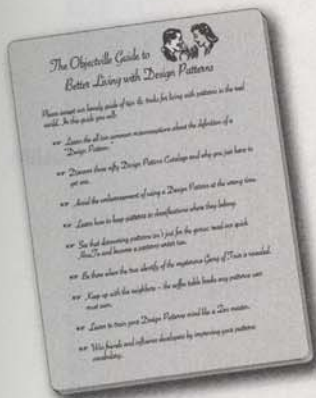 The Objectville Guide to
Better Living with Design Patterns
Please accept our handy guide of tips & tricks for living with patterns in the real
world. In this guide you will:
Learn the all too common misconceptions about the definition of a
"Design Pattern."
Discover those nifty Design Pattern Catalogs and why you just have to
get one.
Avoid the embarrassment of using a Design Pattern at the wrong time.
Learn how to keep patterns in classifications where they belong.
See that discovering patterns isn't just for the gurus; read our quick
HowTo and become a patterns writer too.
Be there when the true identity of the mysterious Gang of Four is revealed.
Keep up with the neighbors – the coffee table books any patterns user
must own.
Learn to train your Design Patterns mind like a Zen master.
Win friends and influence developers by improving your patterns
vocabulary.